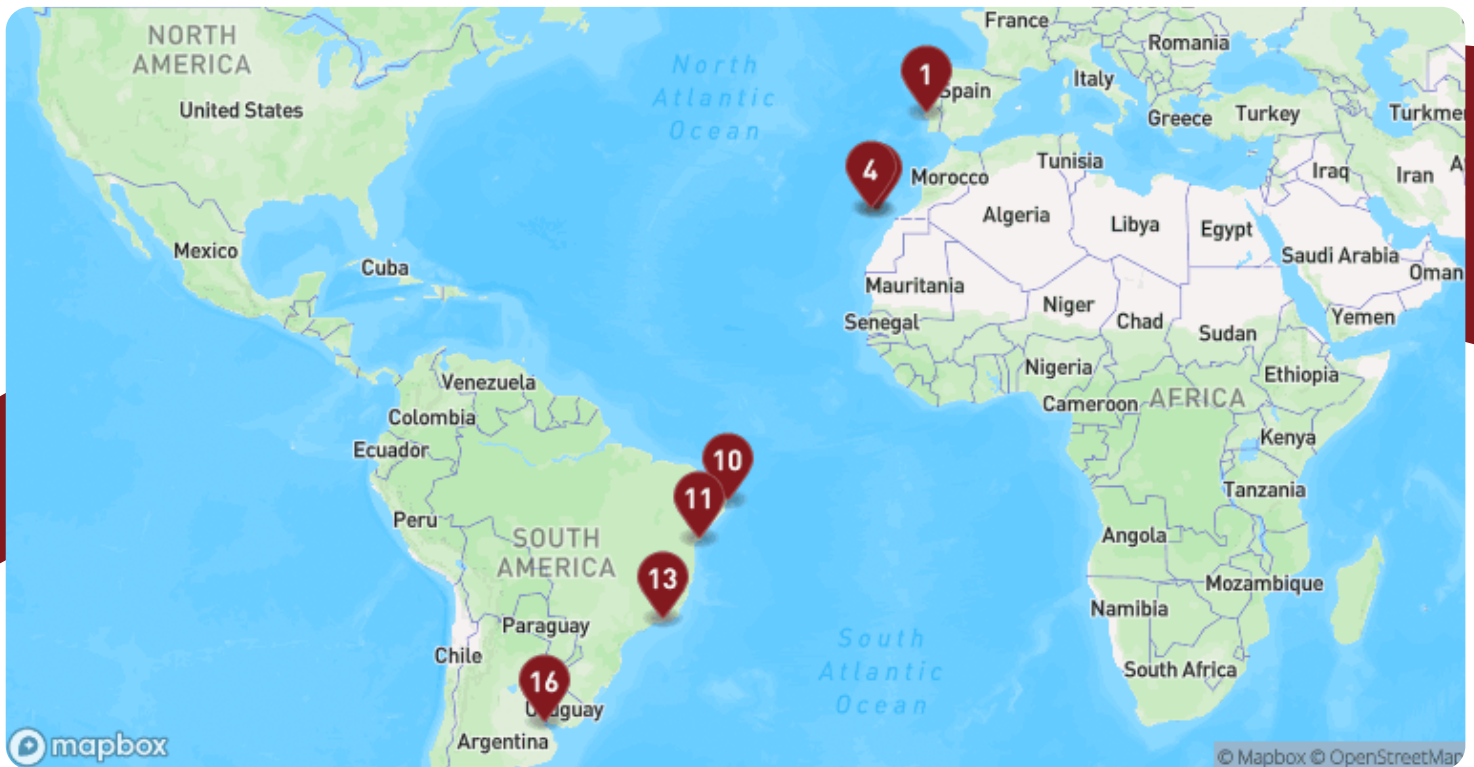 France
NORTH
AMERICA
Romania
North
Atlantic
Ocean
1
Italy
Spain
United States
Greece
Turkey
Turkme
Tunisia
4
Morocco
Iraq
Iran
A
Algeria
Libya
Egypt
Mexico
Saudi Arabia
Cuba
Oman
Mauritania
Niger
Senegal
Chad
Yemen
Sudan
Nigeria
Ethiopia
Venezuela
AFRICA
Cameroon
Colombia
Kenya
Ecuador
10
Tanzania
11
Peru
Angola
SOUTH
AMERICA
13
Mozambique
Namibia
Paraguay
South
Atlantic
Ocean
Chile
South Africa
16
Uruguay
Argentina
mapbox
© Mapbox © OpenStreetMap